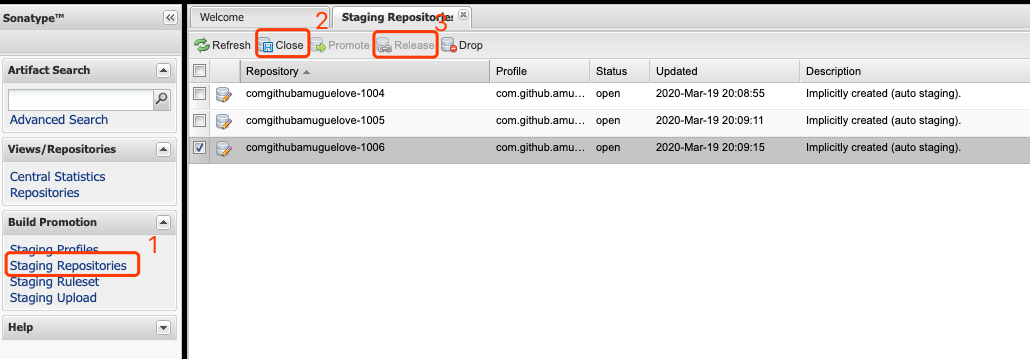 Sonatype™
Artifact Search
Advanced Search
Views/Repositories
Central Statistics
Repositories
Build Promotion
1
Staging Profiles
Staging Repositories
Staging Ruleset
Staging Upload
Help
Welcome
Staging Repositories
2
3
Refresh Close Promote Release Drop
Repository Profile Status Updated Description
comgithubamuguelove-1004 com.github.amu... open 2020-Mar-19 20:08:55 Implicitly created (auto staging).
comgithubamuguelove-1005 com.github.amu... open 2020-Mar-19 20:09:11 Implicitly created (auto staging).
comgithubamuguelove-1006 com.github.amu... open 2020-Mar-19 20:09:15 Implicitly created (auto staging).